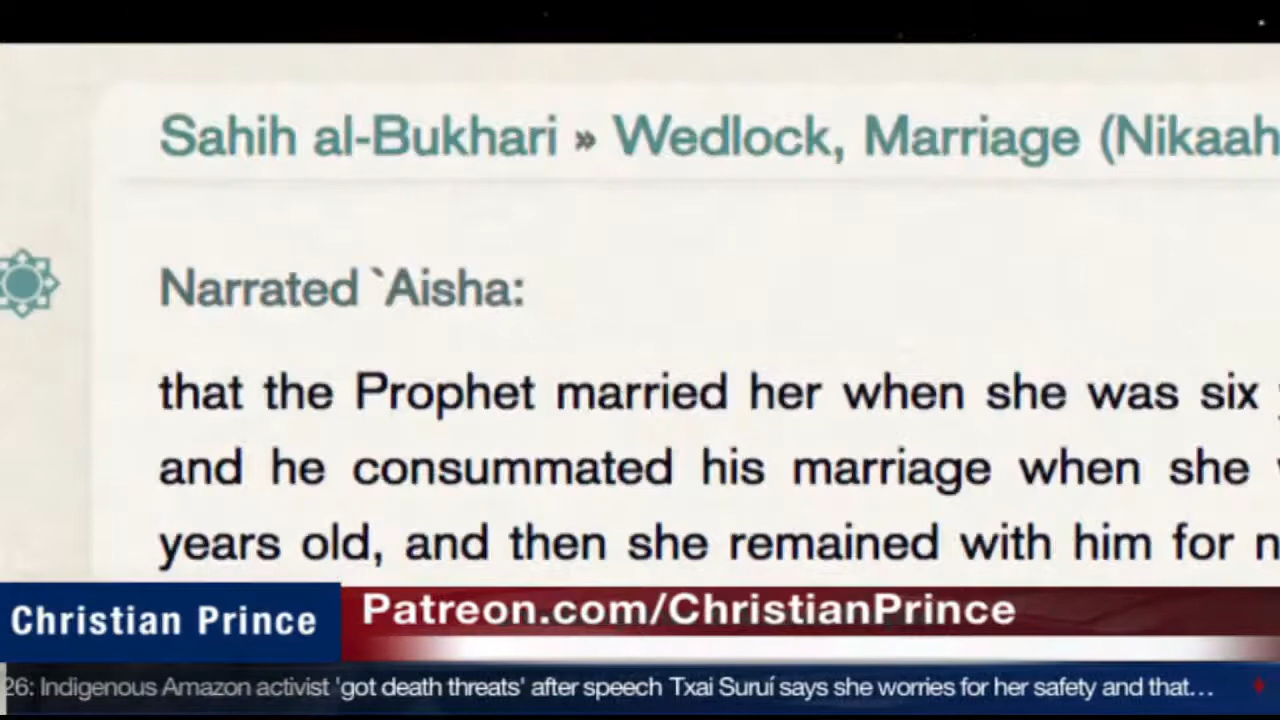 Sahih al-Bukhari » Wedlock, Marriage (Nikaah
Narrated `Aisha:
that the Prophet married her when she was six
and he consummated his marriage when she
years old, and then she remained with him for
Christian Prince
Patreon.com/ChristianPrince
26: Indigenous Amazon activist 'got death threats' after speech Txai Suruí says she worries for her safety and that…